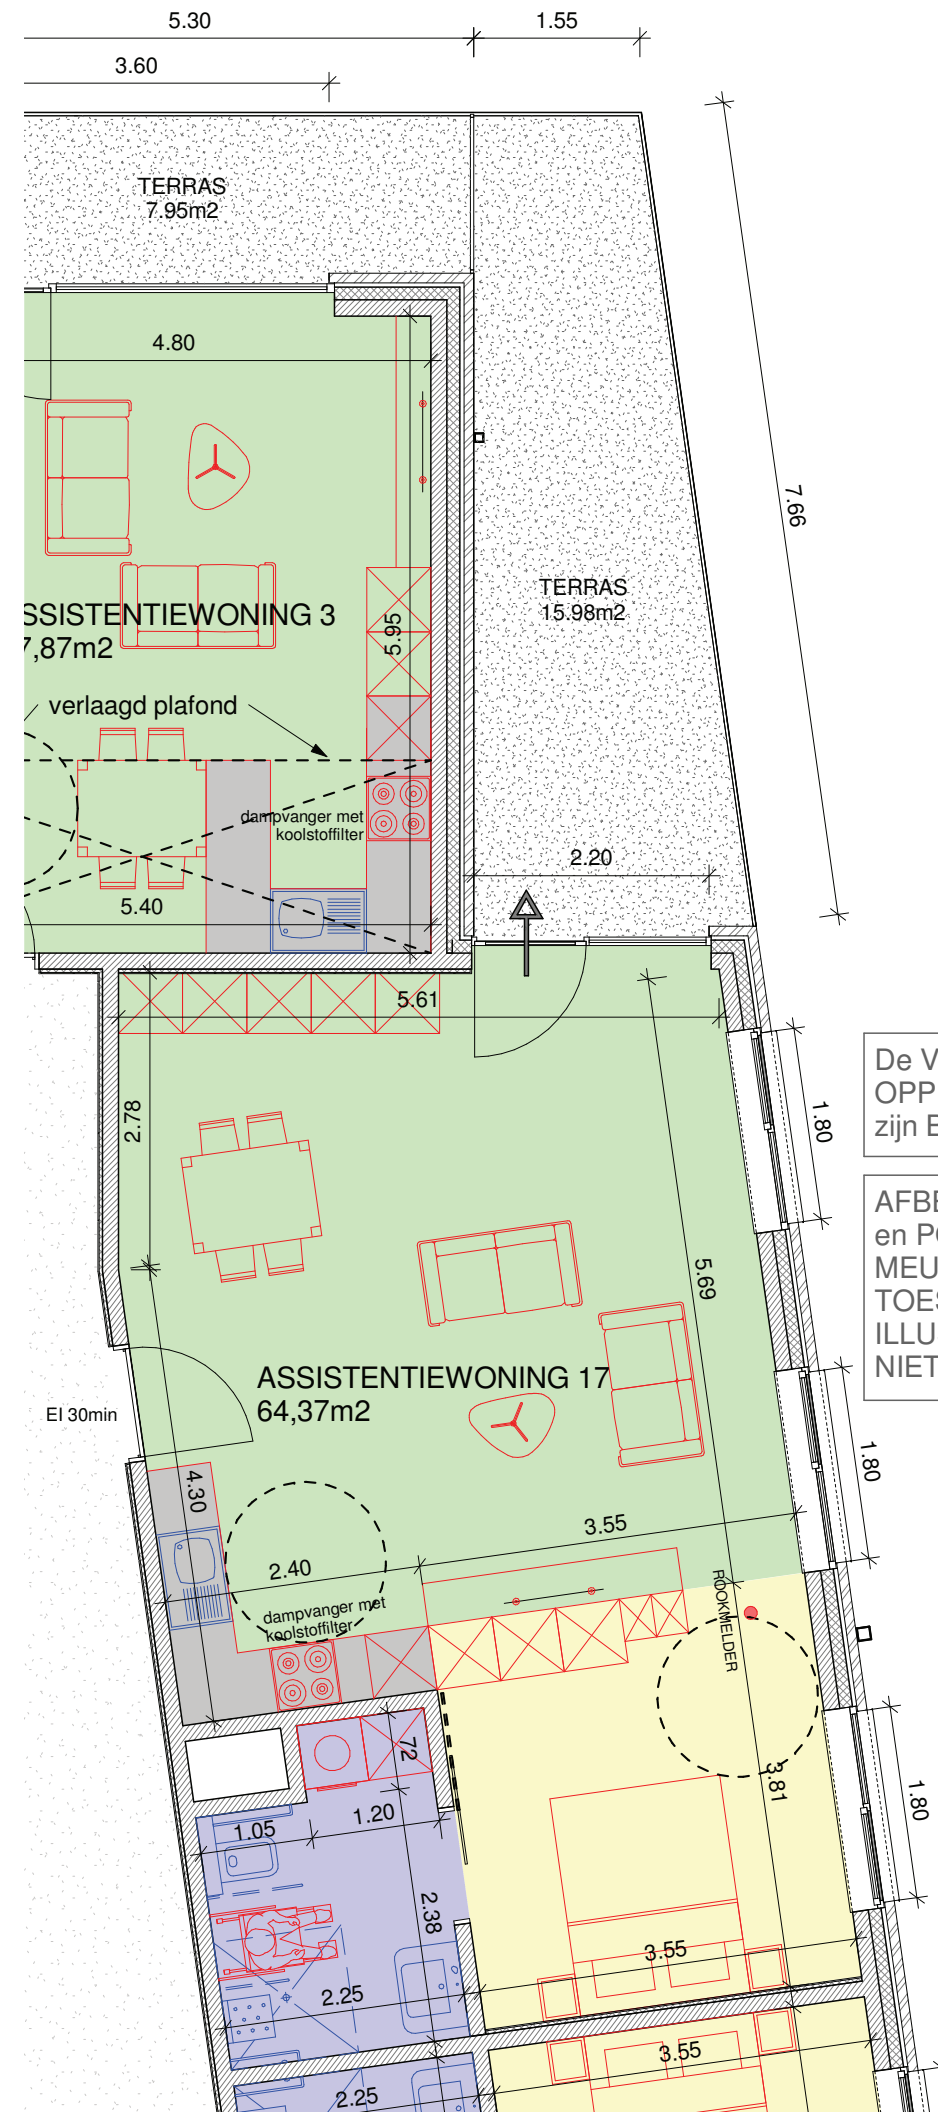 5.30
1.55
3.60
TERRAS
7.95m2
4.80
7.66
TERRAS
15.98m2
SSISTENTIEWONING 3
7,87m2
5.95
verlaagd plafond
dampvanger met
koolstoffilter
2.20
5.40
5.61
De V
OPP
zijn
2.78
1.80
AFBE
en
MEU
TOES
ILLU
NIET
5.69
ASSISTENTIEWONING 17
64,37m2
EI 30min
1.80
4.30
3.55
2.40
dampvanger met
koolstoffilter
ROOKMELDER
72
3.81
1.80
1.05
1.20
2.38
3.55
2.25
3.55
2.25